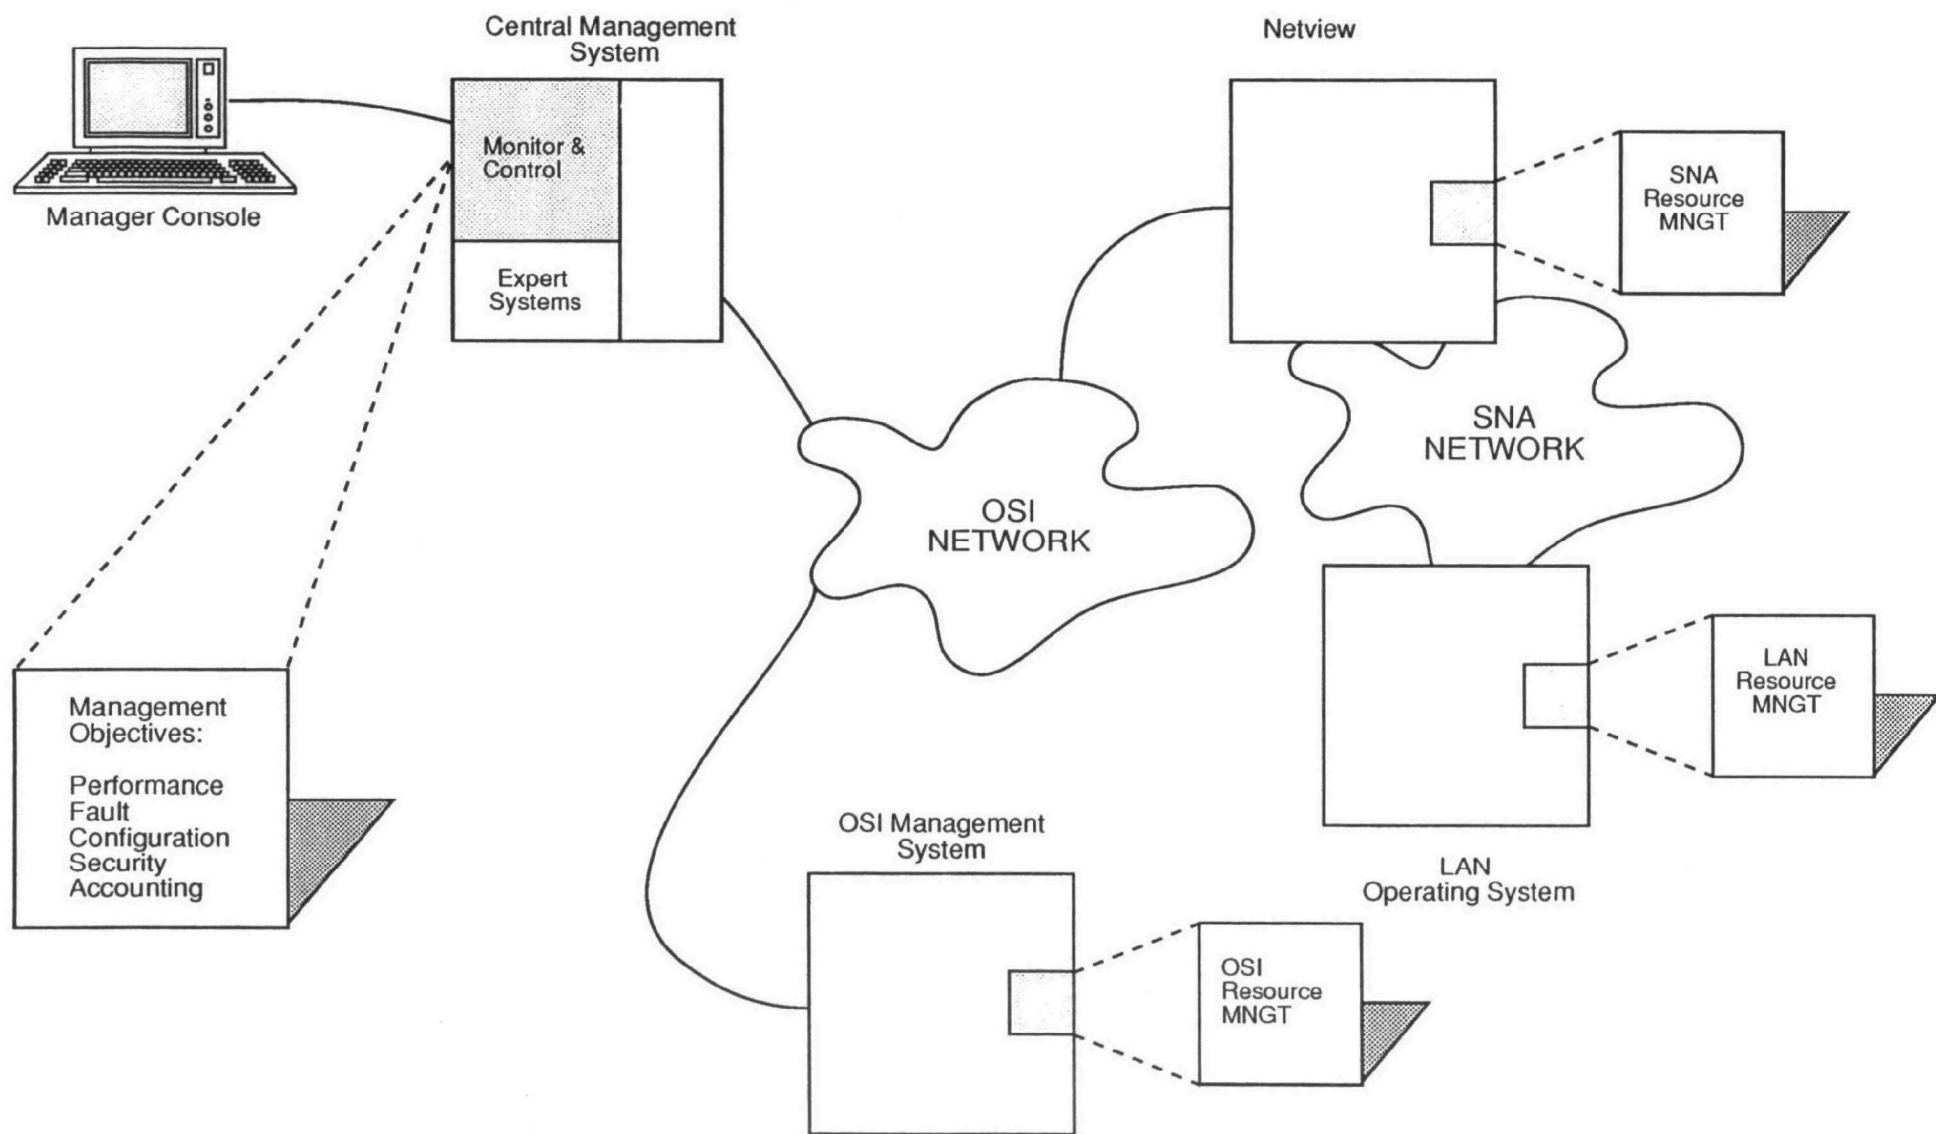 Central Management
System
Netview
Monitor &
Control
Expert
Systems
Manager Console
SNA
Resource
MNGT
SNA
NETWORK
OSI
NETWORK
LAN
Resource
MNGT
Management
Objectives:
Performance
Fault
Configuration
Security
Accounting
OSI Management
System
LAN
Operating System
OSI
Resource
MNGT